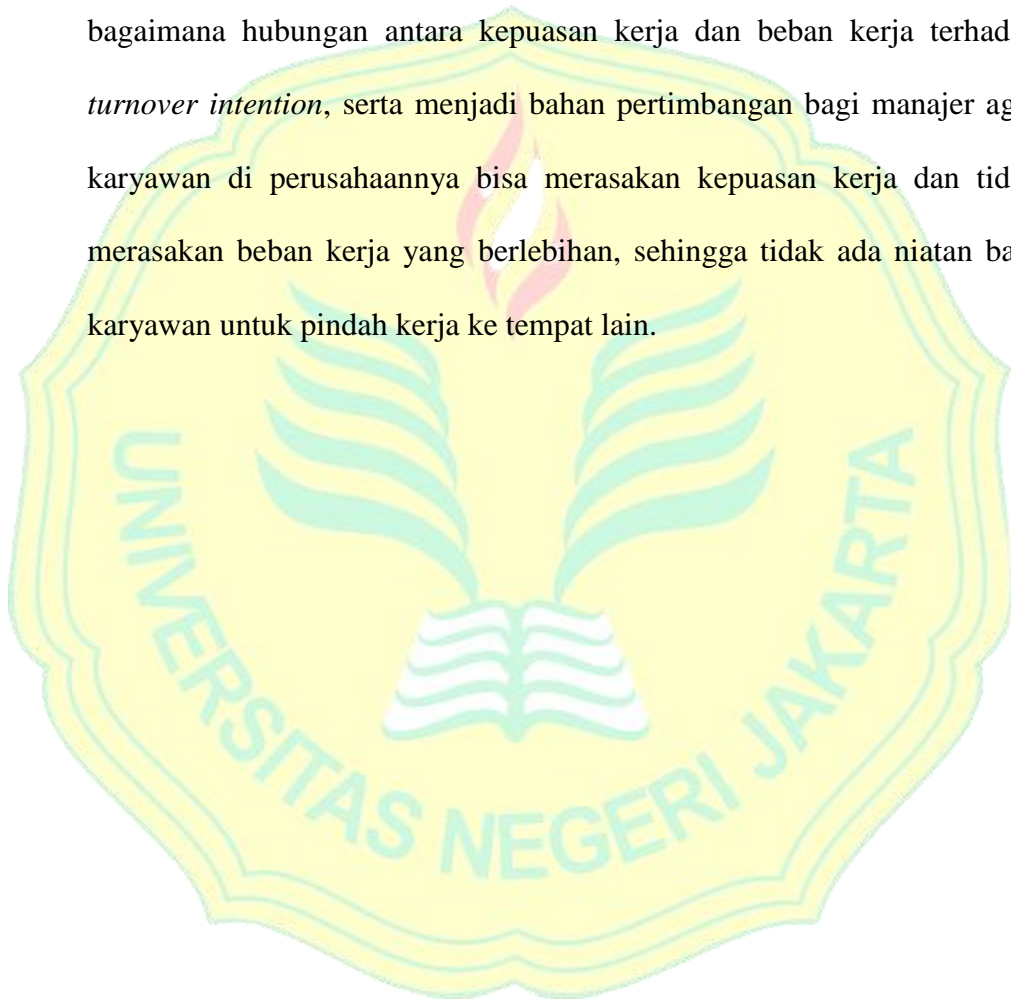 bagaimana hubungan antara kepuasan kerja dan beban kerja terhad
turnover intention, serta menjadi bahan pertimbangan bagi manajer ag
karyawan di perusahaannya bisa merasakan kepuasan kerja dan tid
merasakan beban kerja yang berlebihan, sehingga tidak ada niatan ba
karyawan untuk pindah kerja ke tempat lain.
UNIVERSITAS NEGERI JAKARTA